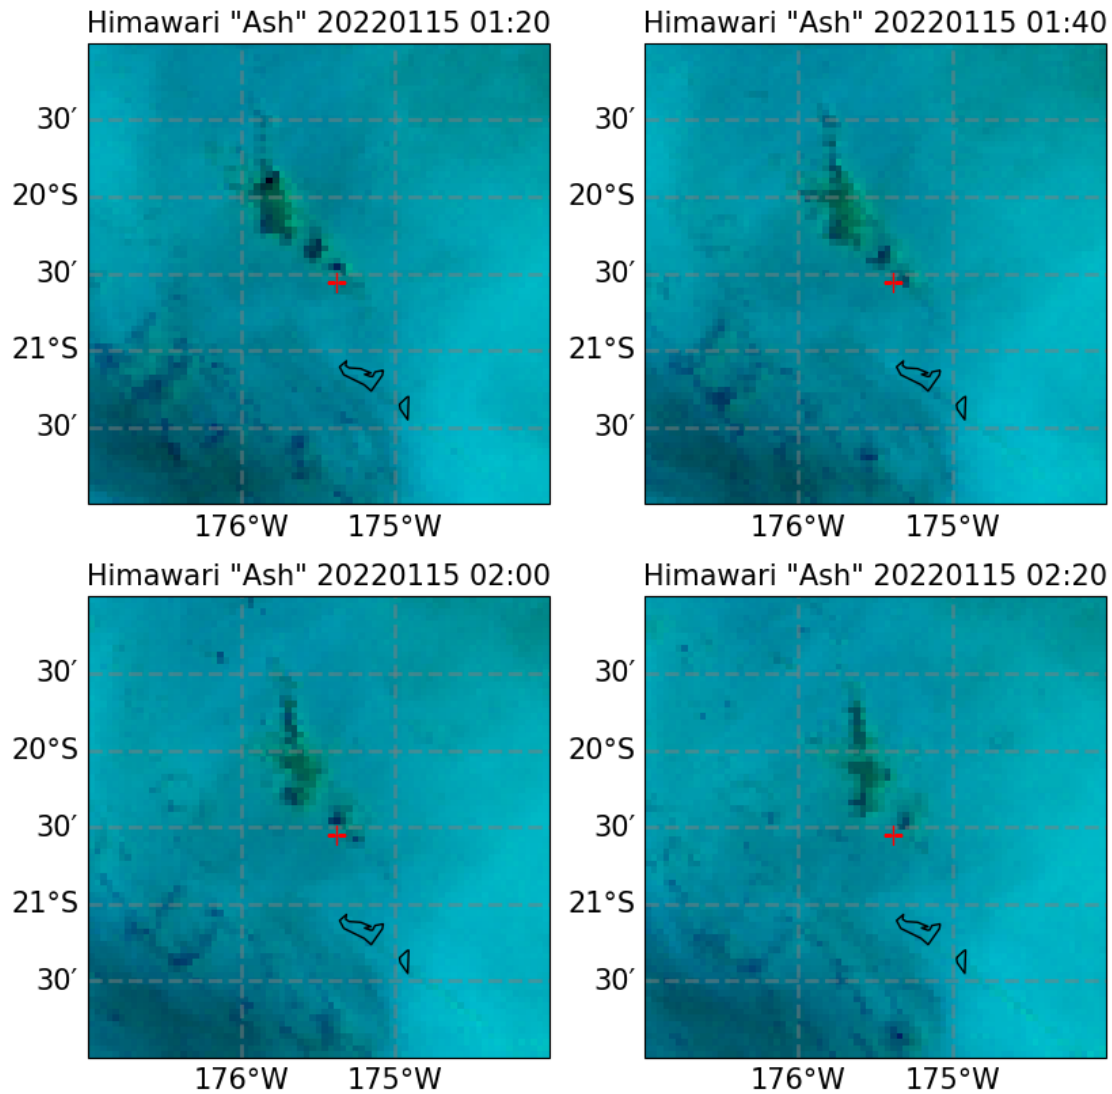 Himawari "Ash" 20220115 01:20
Himawari "Ash" 20220115 01:40
30′
20°S
30′
21°S
30′
176°W
175°W
30′
20°S
30′
21°S
30′
176°W
175°W
Himawari "Ash" 20220115 02:00
Himawari "Ash" 20220115 02:20
30′
20°S
30′
21°S
30′
176°W
175°W
30′
20°S
30′
21°S
30′
176°W
175°W